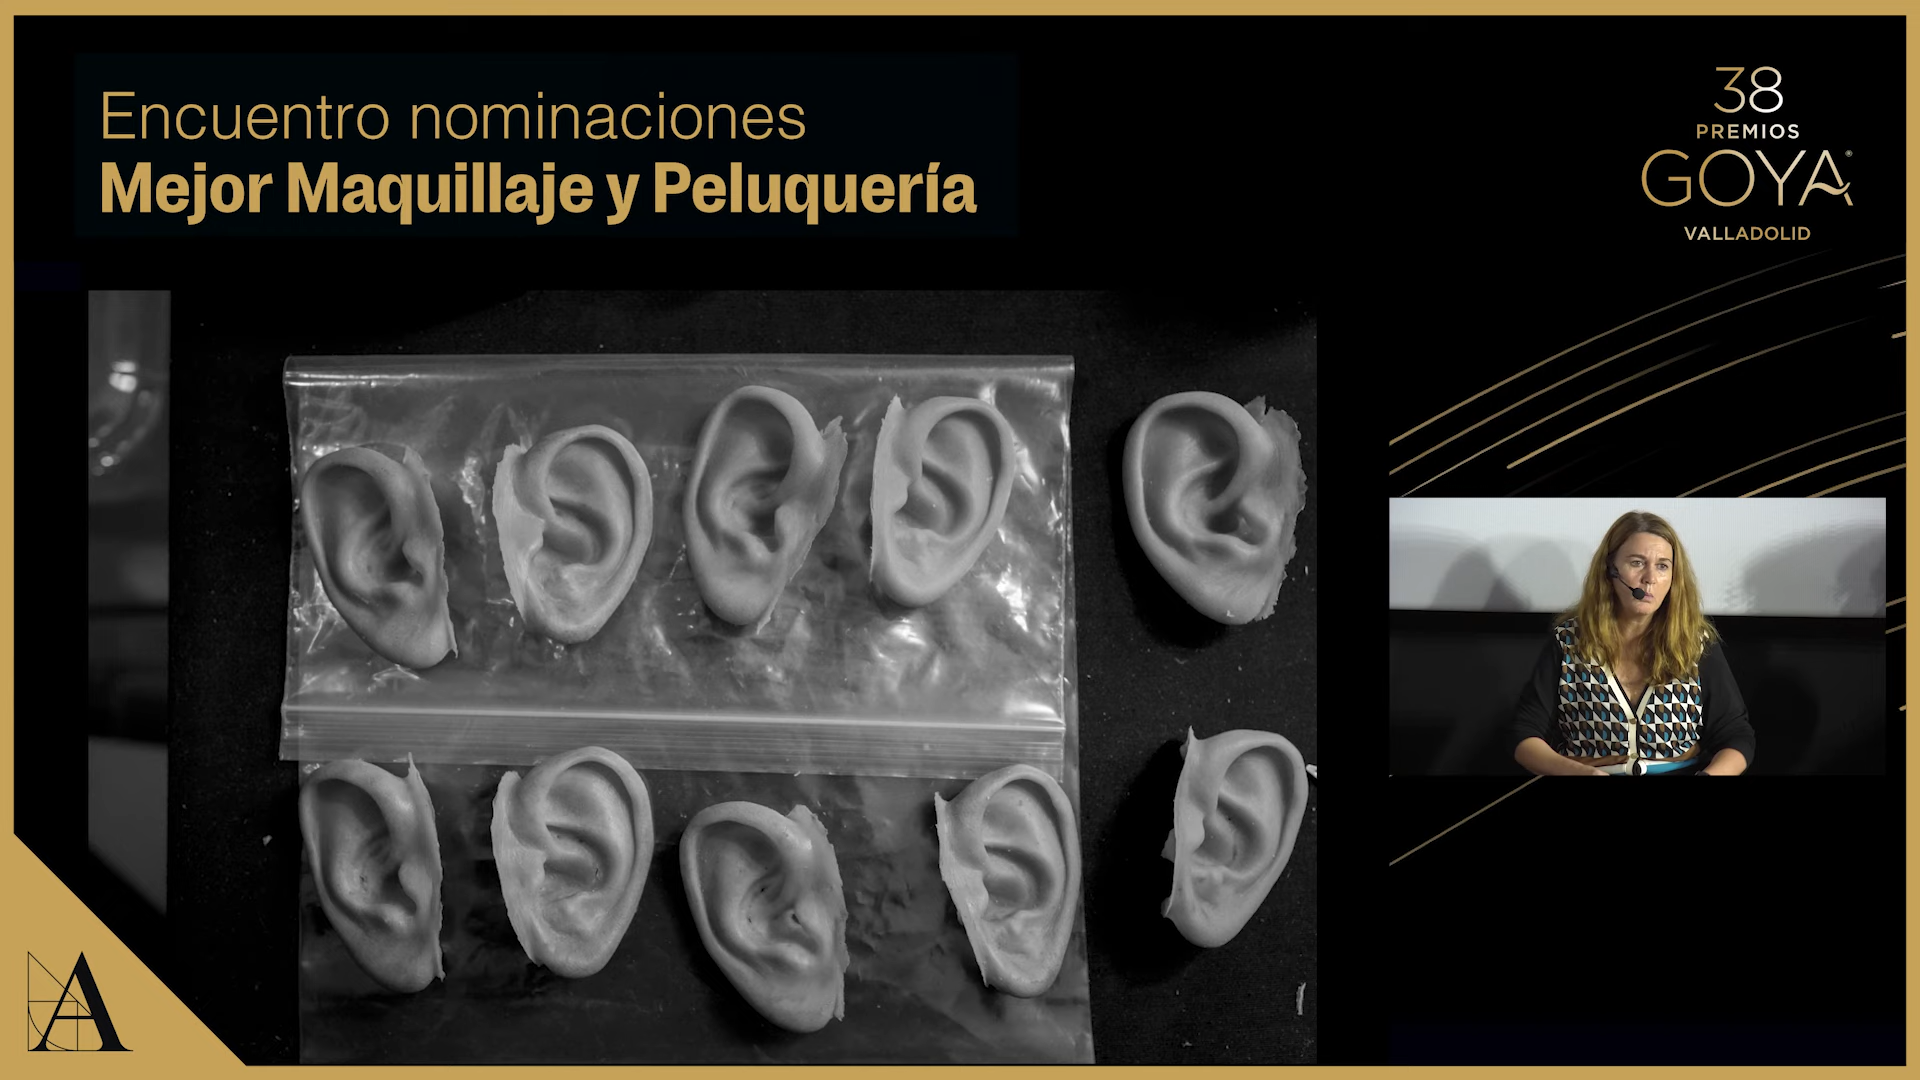 Encuentro nominaciones
Mejor Maquillaje y Peluquería
38
PREMIOS
GOYA®
VALLADOLID
A